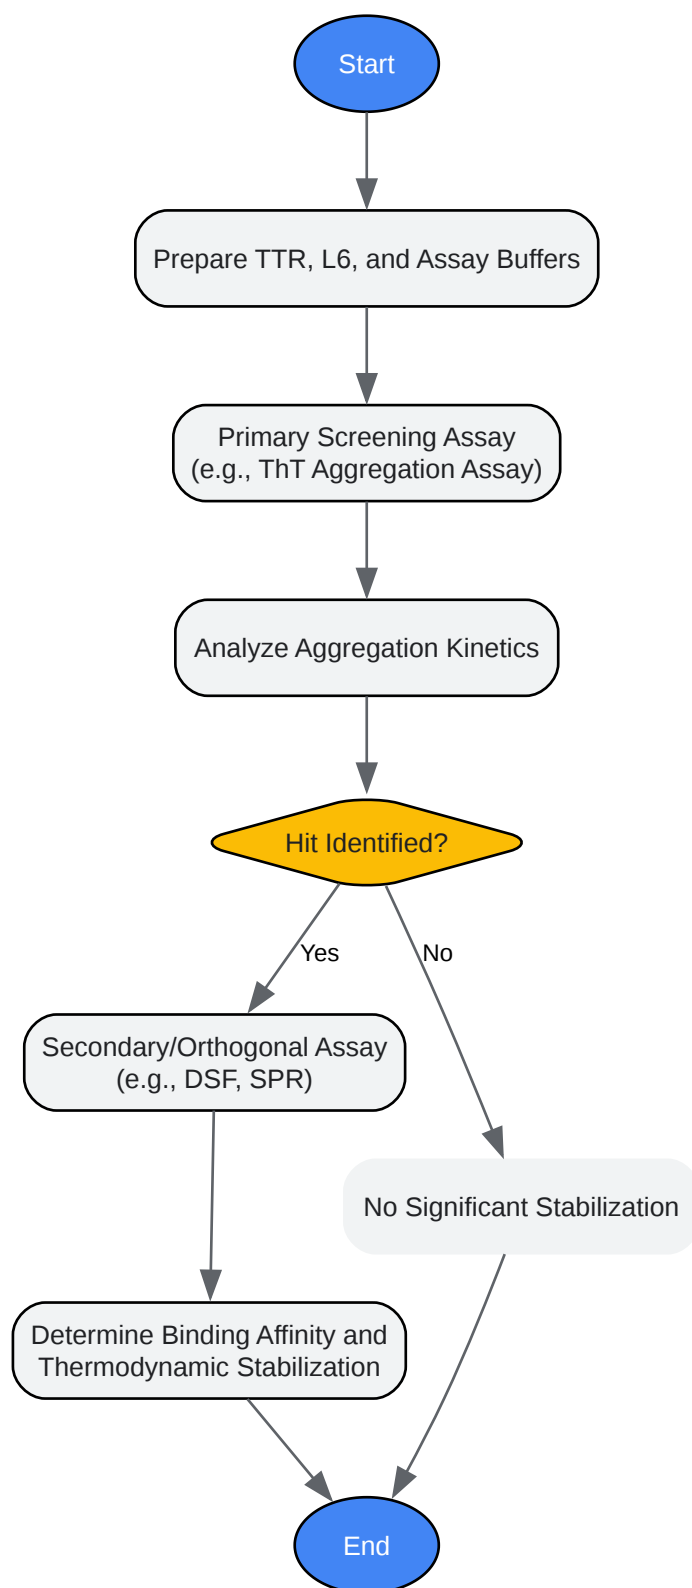 Start
Prepare TTR, L6, and Assay Buffers
Primary Screening Assay
(e.g., ThT Aggregation Assay)
Analyze Aggregation Kinetics
Hit Identified?
Yes
No
Secondary/Orthogonal Assay
(e.g., DSF, SPR)
No Significant Stabilization
Determine Binding Affinity and
Thermodynamic Stabilization
End